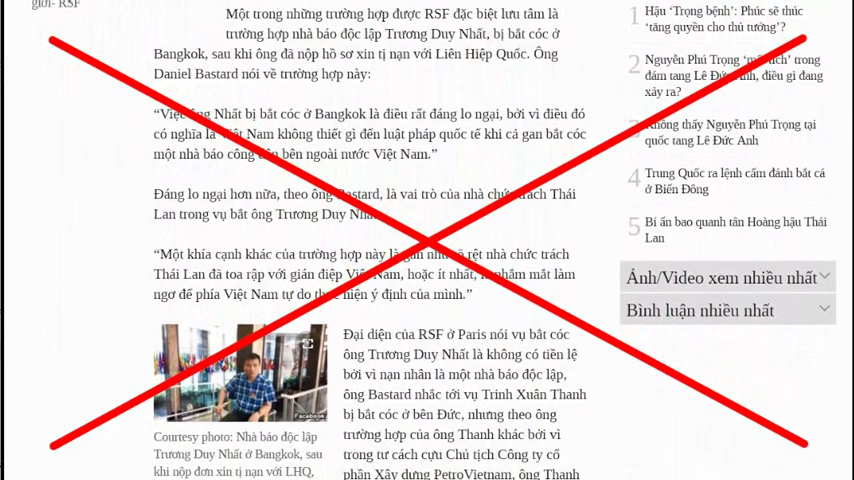 giới- RSF
Một trong những trường hợp được RSF đặc biệt lưu tâm là
trường hợp nhà báo độc lập Trương Duy Nhất, bị bắt cóc ở
Bangkok, sau khi ông đã nộp hồ sơ xin tị nạn với Liên Hiệp Quốc. Ông
Daniel Bastard nói về trường hợp này:
“Việc ông Nhất bị bắt cóc ở Bangkok là điều rất đáng lo ngại, bởi vì điều đó
có nghĩa là Việt Nam không thiết gì đến luật pháp quốc tế khi cả gan bắt cóc
một nhà báo công dân bên ngoài nước Việt Nam.”
Đáng lo ngại hơn nữa, theo ông Bastard, là vai trò của nhà chức trách Thái
Lan trong vụ bắt ông Trương Duy Nhất.
“Một khía cạnh khác của trường hợp này là gần như rõ rệt nhà chức trách
Thái Lan đã toa rập với gián điệp Việt Nam, hoặc ít nhất, là nhắm mắt làm
ngơ để phía Việt Nam tự do thực hiện ý định của mình.”
Facebook
Courtesy photo: Nhà báo độc lập
Trương Duy Nhất ở Bangkok, sau
khi nộp đơn xin tị nạn với LHQ,
Đại diện của RSF ở Paris nói vụ bắt cóc
ông Trương Duy Nhất là không có tiền lệ
bởi vì nạn nhân là một nhà báo độc lập,
ông Bastard nhắc tới vụ Trinh Xuân Thanh
bị bắt cóc ở bên Đức, nhưng theo ông
trường hợp của ông Thanh khác bởi vì
trong tư cách cựu Chủ tịch Công ty cổ
phần Xây dựng PetroVietnam, ông Thanh
1 Hậu ‘Trọng bệnh’: Phúc sẽ thúc
‘tăng quyền cho thủ tướng’?
2 Nguyễn Phú Trọng ‘mất tích’ trong
đám tang Lê Đức Anh, điều gì đang
xảy ra?
3 Không thấy Nguyễn Phú Trọng tại
quốc tang Lê Đức Anh
4 Trung Quốc ra lệnh cấm đánh bắt cá
ở Biển Đông
5 Bí ẩn bao quanh tân Hoàng hậu Thái
Lan
Ảnh/Video xem nhiều nhất
Bình luận nhiều nhất